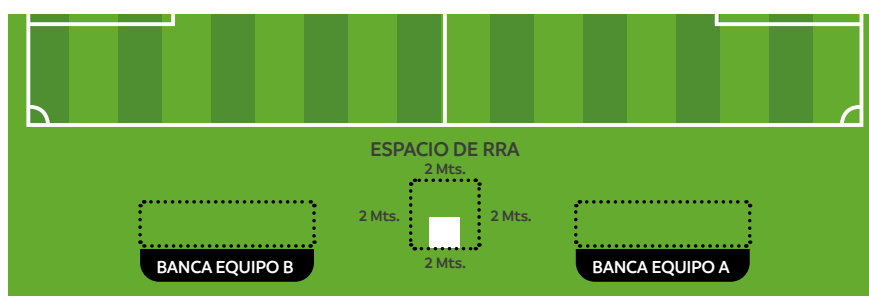 ESPACIO DE RRA
2 Mts.
2 Mts.
2 Mts.
2 Mts.
BANCA EQUIPO B
BANCA EQUIPO A